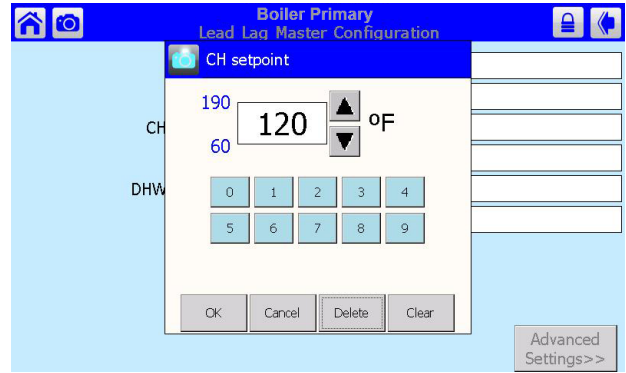 Boiler Primary
Lead Lag Master Configuration
CH setpoint
190
120 ºF
60
CH
DHW
0 1 2 3 4
5 6 7 8 9
OK Cancel Delete Clear
Advanced
Settings>>